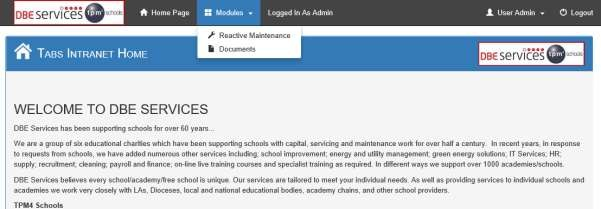 DBE services tpm schools Home Page Modules Logged In As Admin User Admin Logout
Reactive Maintenance
Documents
TABS INTRANET HOME DBE services tpm schools
WELCOME TO DBE SERVICES
DBE Services has been supporting schools for over 60 years...
We are a group of six educational charities which have been supporting schools with capital, servicing and maintenance work for over half a century. In recent years, in response
to requests from schools, we have added numerous other services including; school improvement; energy and utility management; green energy solutions; IT Services; HR;
supply; recruitment, cleaning; payroll and finance; on-line live training courses and specialist training as required. In different ways we support over 1000 academies/schools.
DBE Services believes every school/academy/free school is unique. Our services are tailored to meet your individual needs. As well as providing services to individual schools and
academies we work very closely with LAs, Dioceses, local and national educational bodies, academy chains, and other school providers.
TPM4 Schools